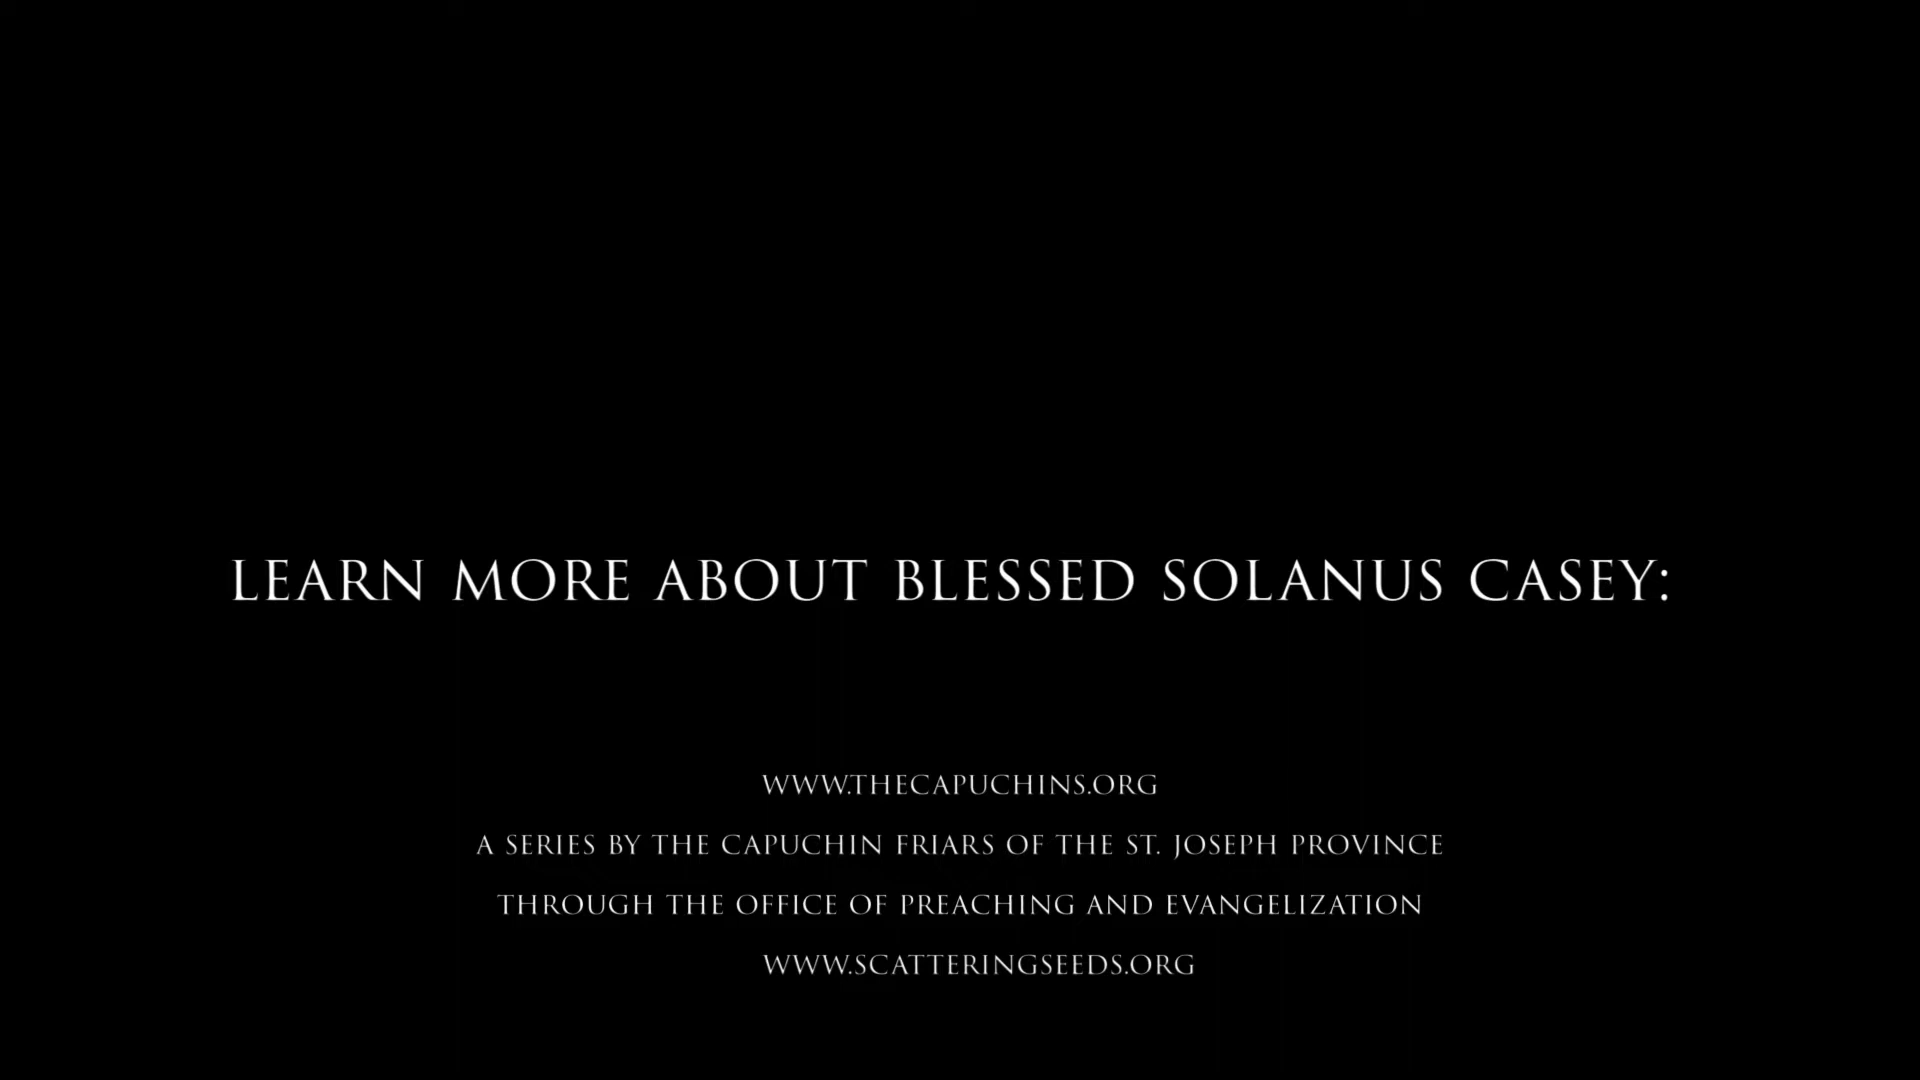 LEARN MORE ABOUT BLESSED SOLANUS CASEY:
WWW.THECAPUCHINS.ORG
A SERIES BY THE CAPUCHIN FRIARS OF THE ST. JOSEPH PROVINCE
THROUGH THE OFFICE OF PREACHING AND EVANGELIZATION
WWW.SCATTERINGSEEDS.ORG